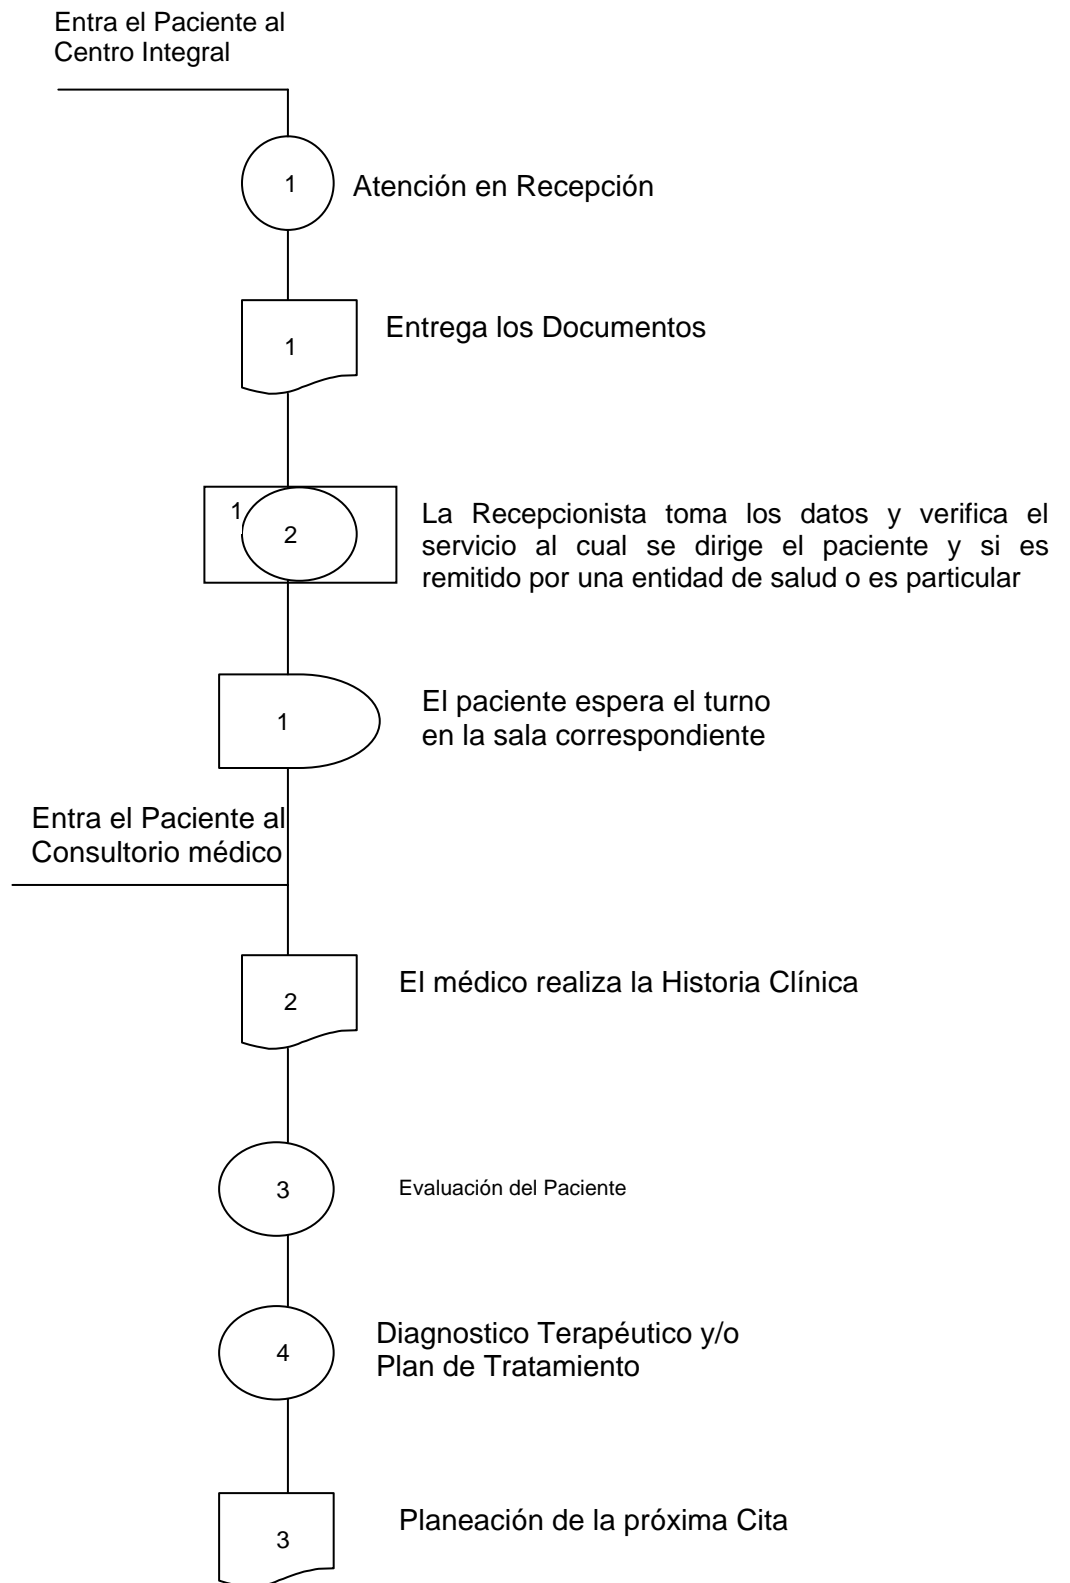 Entra el Paciente al
Centro Integral
1
Atención en Recepción
1
Entrega los Documentos
1
2
La Recepcionista toma los datos y verifica el
servicio al cual se dirige el paciente y si es
remitido por una entidad de salud o es particular
1
El paciente espera el turno
en la sala correspondiente
Entra el Paciente al
Consultorio médico
2
El médico realiza la Historia Clínica
3
Evaluación del Paciente
4
Diagnostico Terapéutico y/o
Plan de Tratamiento
3
Planeación de la próxima Cita